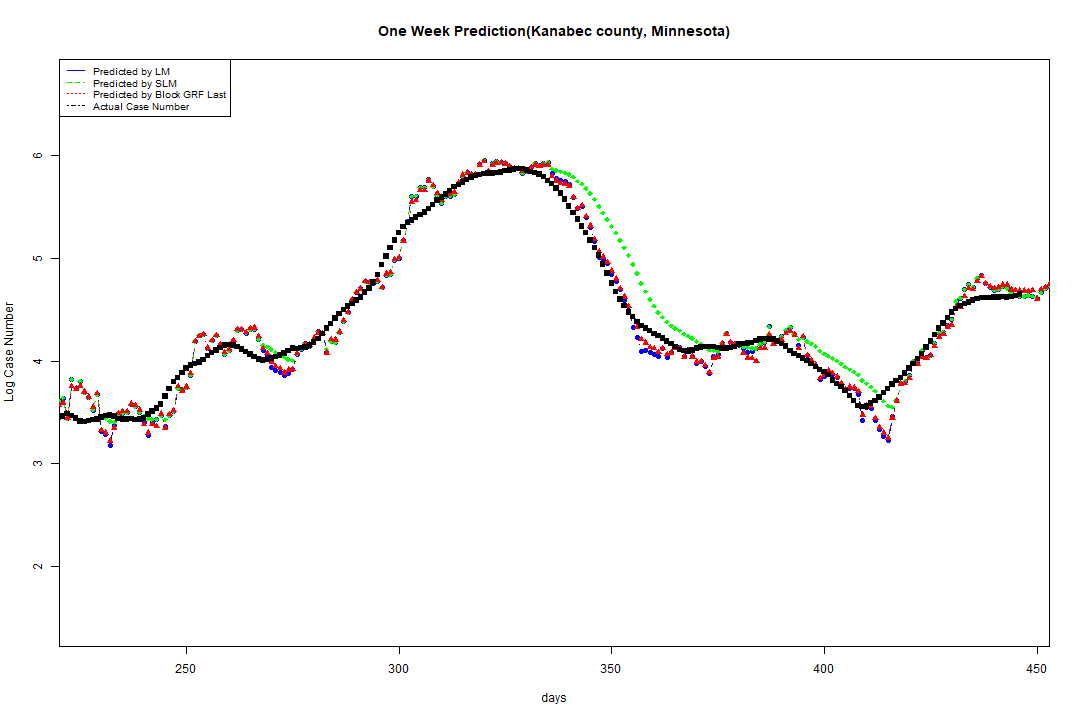 One Week Prediction(Kanabec county, Minnesota)
Predicted by LM
Predicted by SLM
Predicted by Block GRF Last
Actual Case Number
6
5
4
3
2
Log Case Number
250 300 350 400 450
days